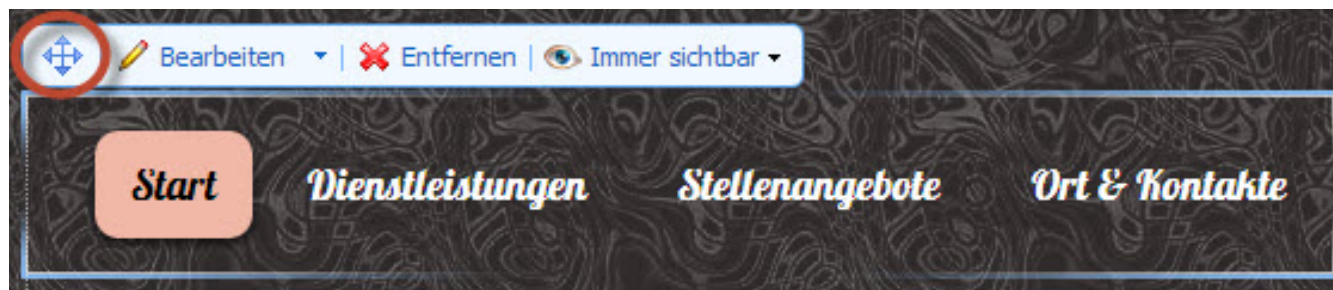 Bearbeiten | Entfernen | Immer sichtbar
Start Dienstleistungen Stellenangebote Ort & Kontakte